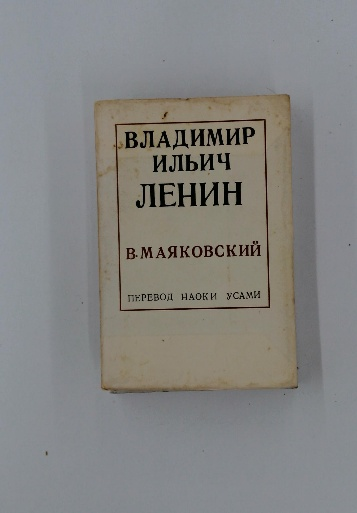 ВЛАДИМИР
ИЛЬИЧ
ЛЕНИН
В. МАЯКОВСКИЙ
ПЕРЕВОД НАОКИ УСАМИ